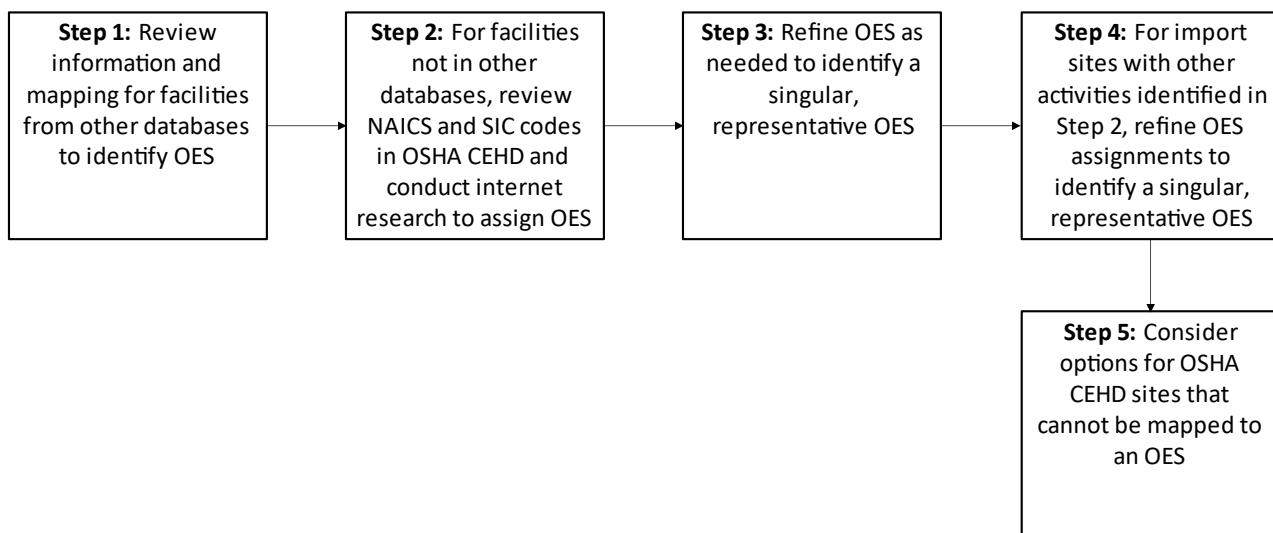 Step 1: Review
information and
mapping for facilities
from other databases
to identify OES
Step 2: For facilities
not in other
databases, review
NAICS and SIC codes
in OSHA CEHD and
conduct internet
research to assign OES
Step 3: Refine OES as
needed to identify a
singular,
representative OES
Step 4: For import
sites with other
activities identified in
Step 2, refine OES
assignments to
identify a singular,
representative OES
Step 5: Consider
options for OSHA
CEHD sites that
cannot be mapped to
an OES